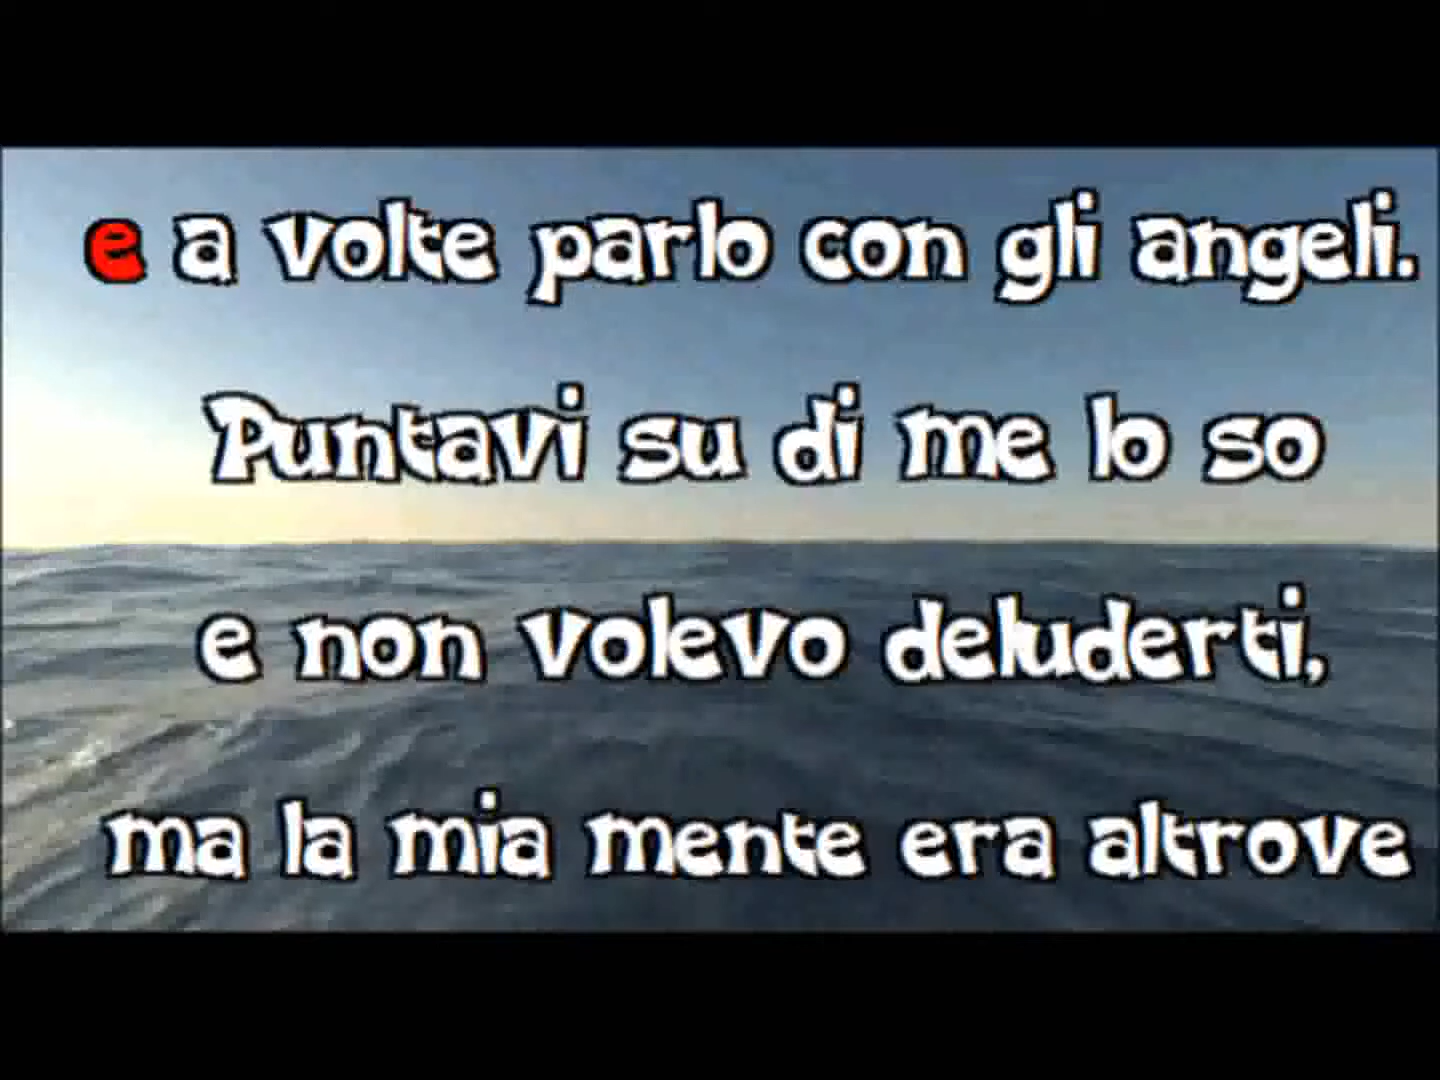 e a volte parlo con gli angeli.
Puntavi su di me lo so
e non volevo deluderti,
ma la mia mente era altrove